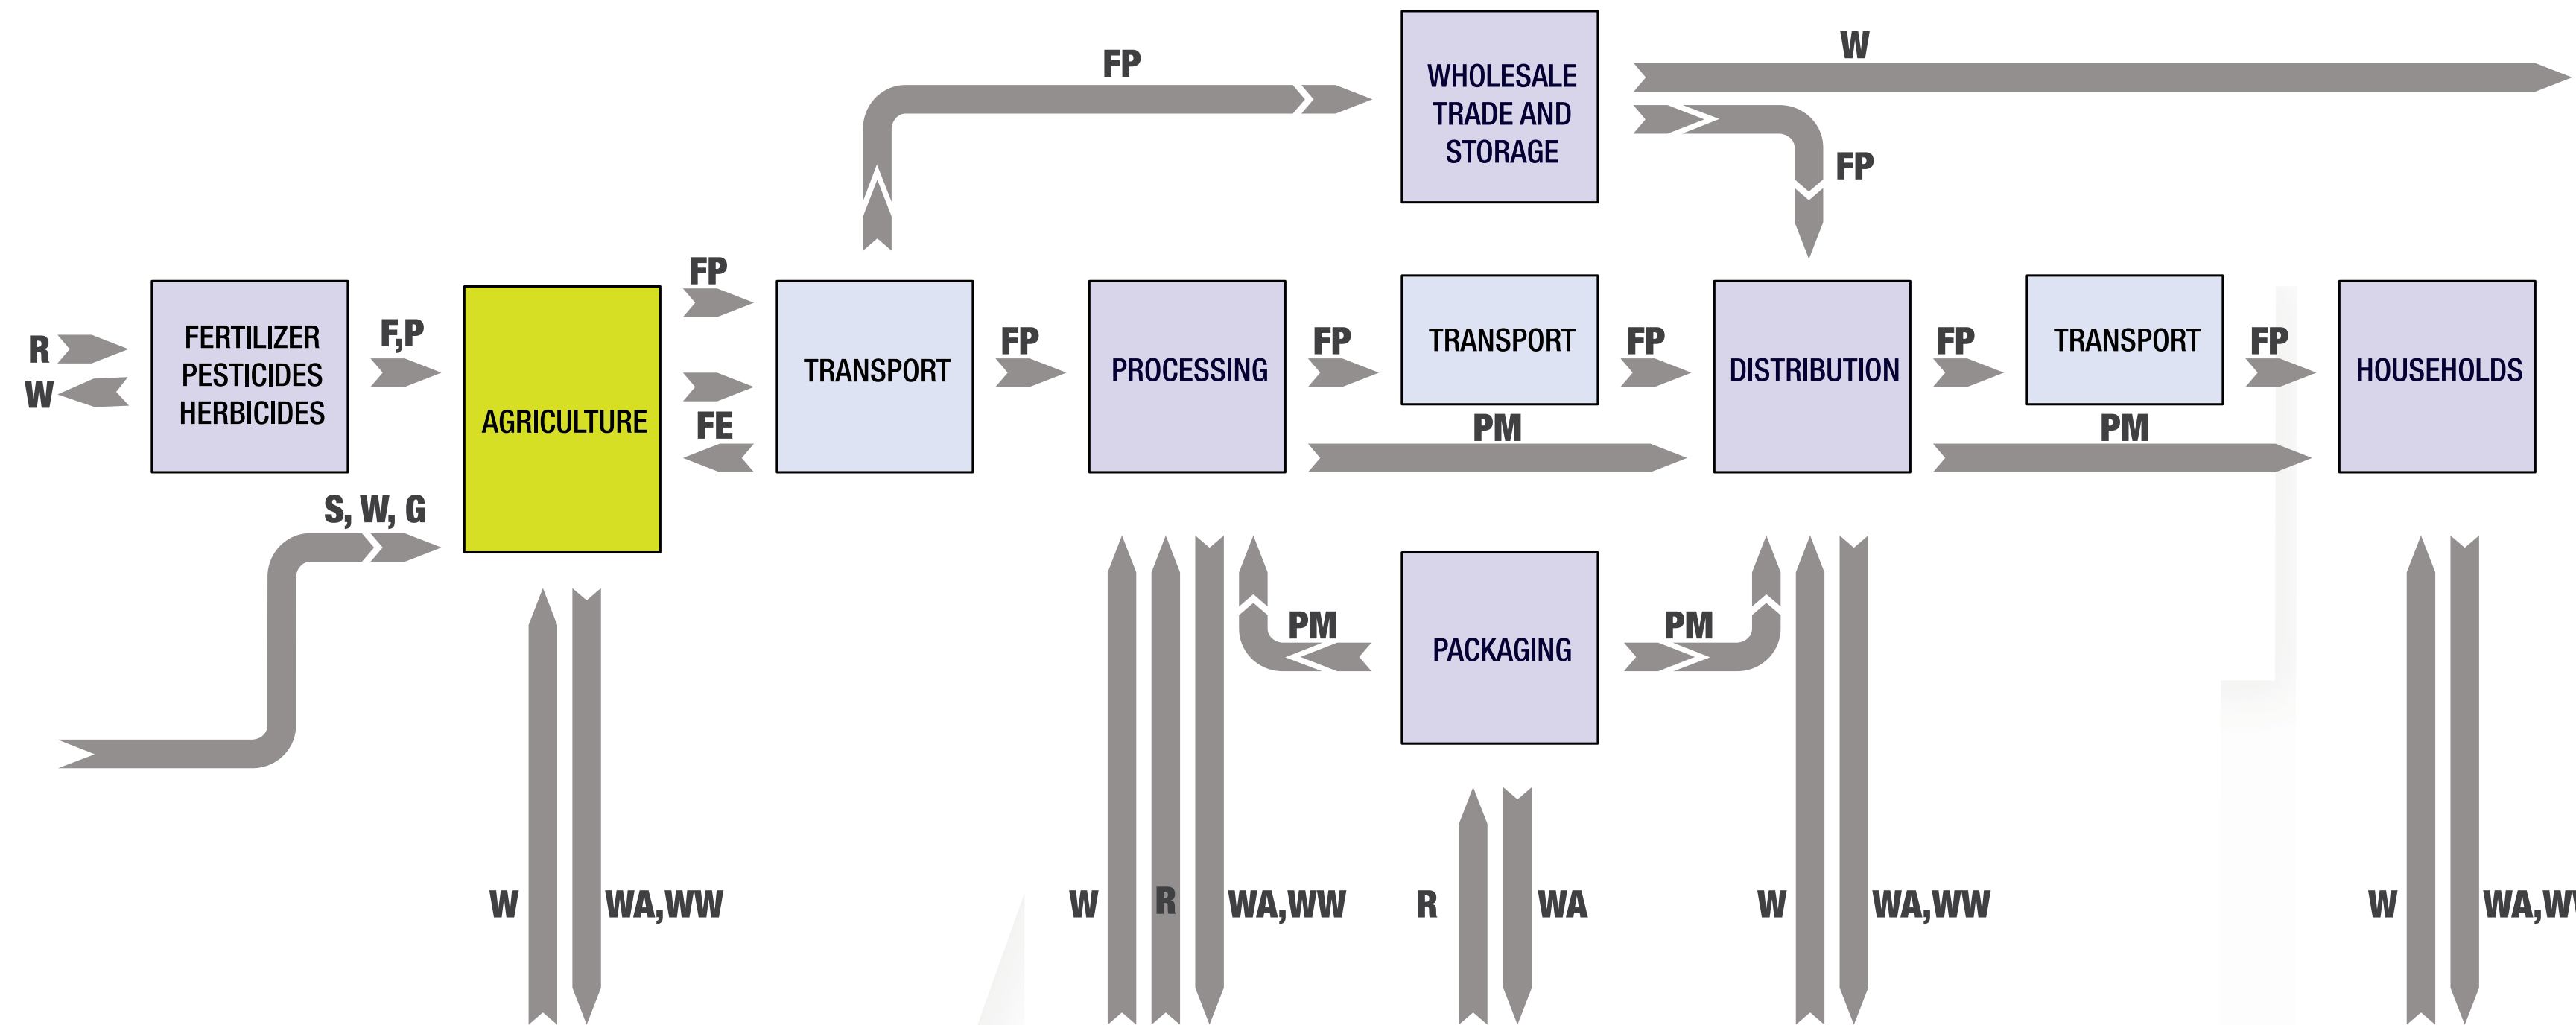 W
FP
WHOLESALE
TRADE AND
STORAGE
FP
FP
FP
F,P
R
W
FERTILIZER
PESTICIDES
HERBICIDES
AGRICULTURE
FE
TRANSPORT
FP
PROCESSING
FP
TRANSPORT
FP
DISTRIBUTION
FP
TRANSPORT
FP
HOUSEHOLDS
PM
PM
S, W, G
PM
PACKAGING
PM
W
WA,WW
W
R
WA,WW
R
WA
W
WA,WW
W